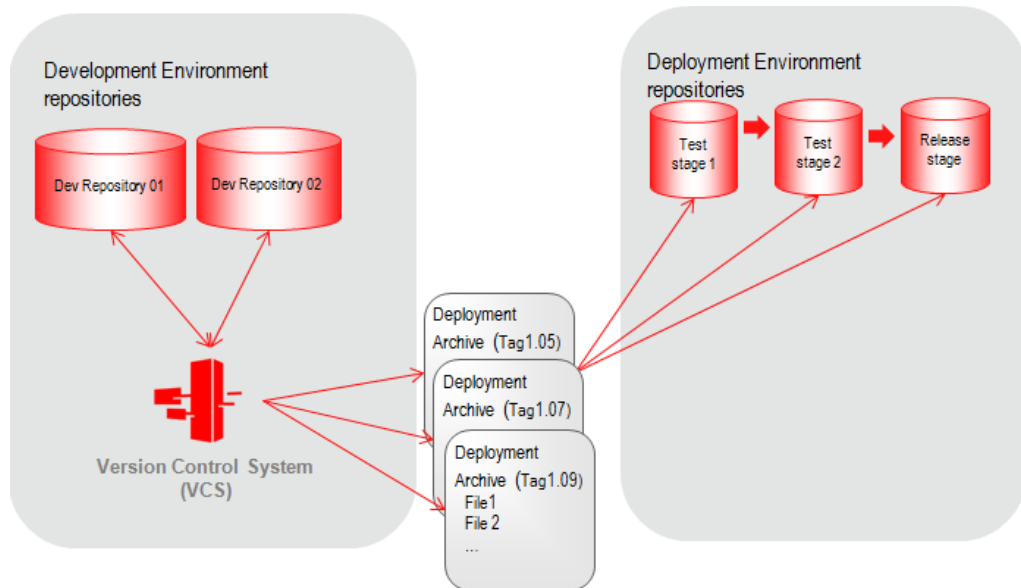 Development Environment
repositories
Dev Repository 01
Dev Repository 02
Version Control System
(VCS)
Deployment
Archive (Tag1.05)
Deployment
Archive (Tag1.07)
Deployment
Archive (Tag1.09)
File1
File 2
...
Deployment Environment
repositories
Test
stage 1
Test
stage 2
Release
stage